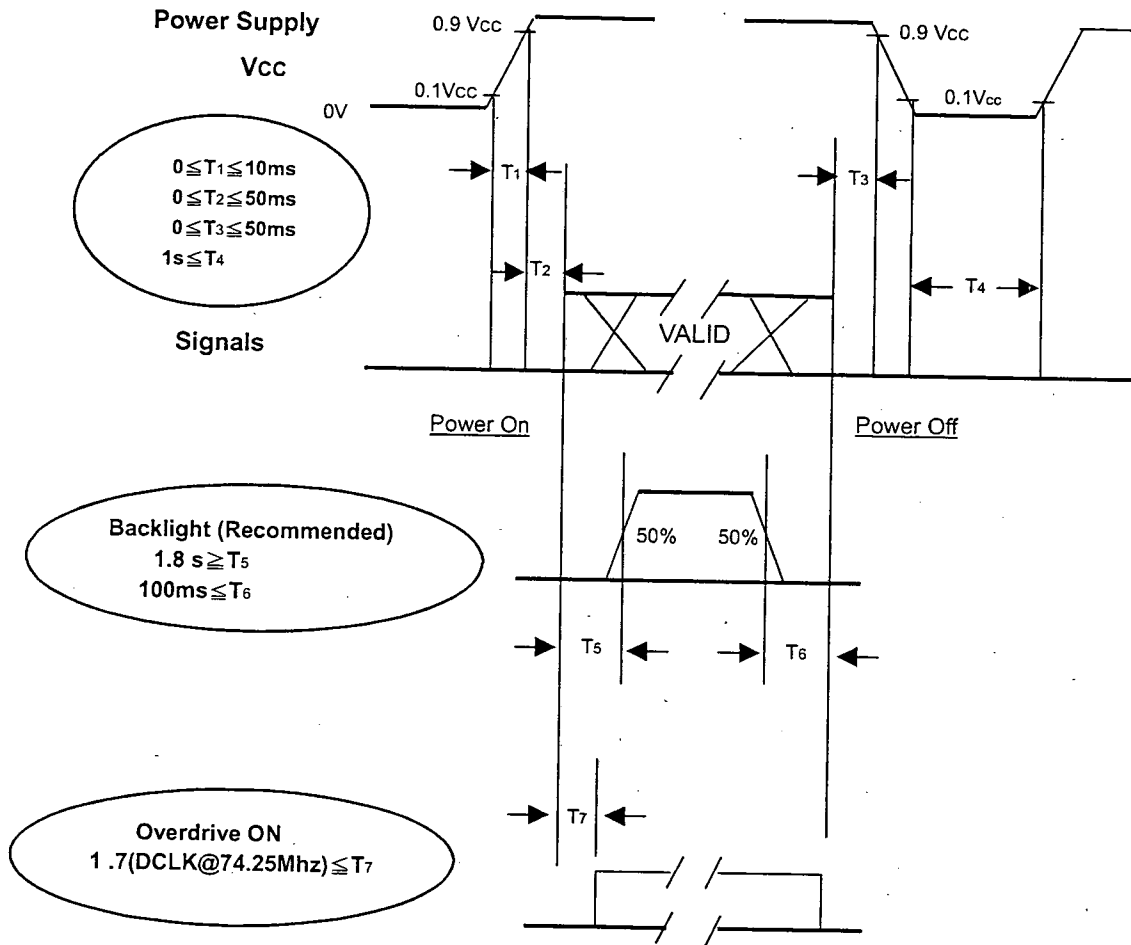 Power Supply
Vcc
0.9 Vcc
0.1Vcc
0V
0.9 Vcc
0.1Vcc
0≦T1≦10ms
0≦T2≦50ms
0≦T3≦50ms
1s≦T4
T1
T2
T3
T4
Signals
VALID
Power On
Power Off
Backlight (Recommended)
1.8 s≧T5
100ms≦T6
50%
50%
T5
T6
Overdrive ON
1 .7(DCLK@74.25Mhz)≦T7
T7